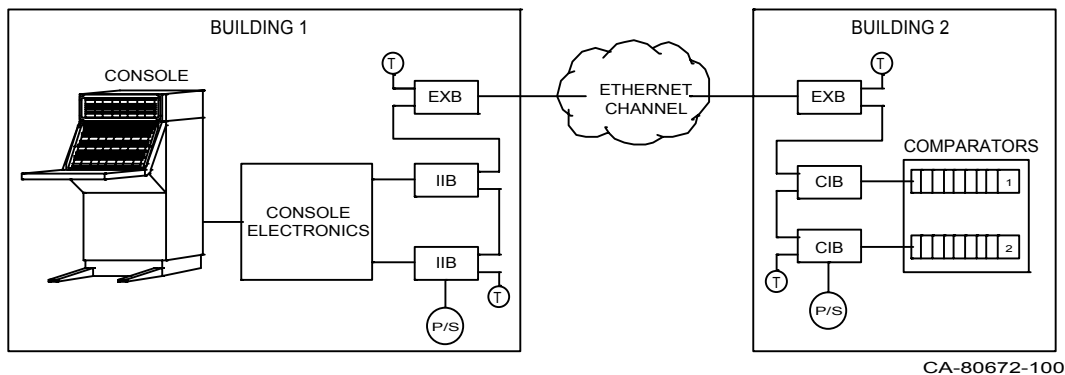 BUILDING 1
CONSOLE
T
EXB
IIB
CONSOLE
ELECTRONICS
IIB
T
P/S
ETHERNET
CHANNEL
BUILDING 2
T
EXB
COMPARATORS
CIB
1
CIB
2
T
P/S
CA-80672-100